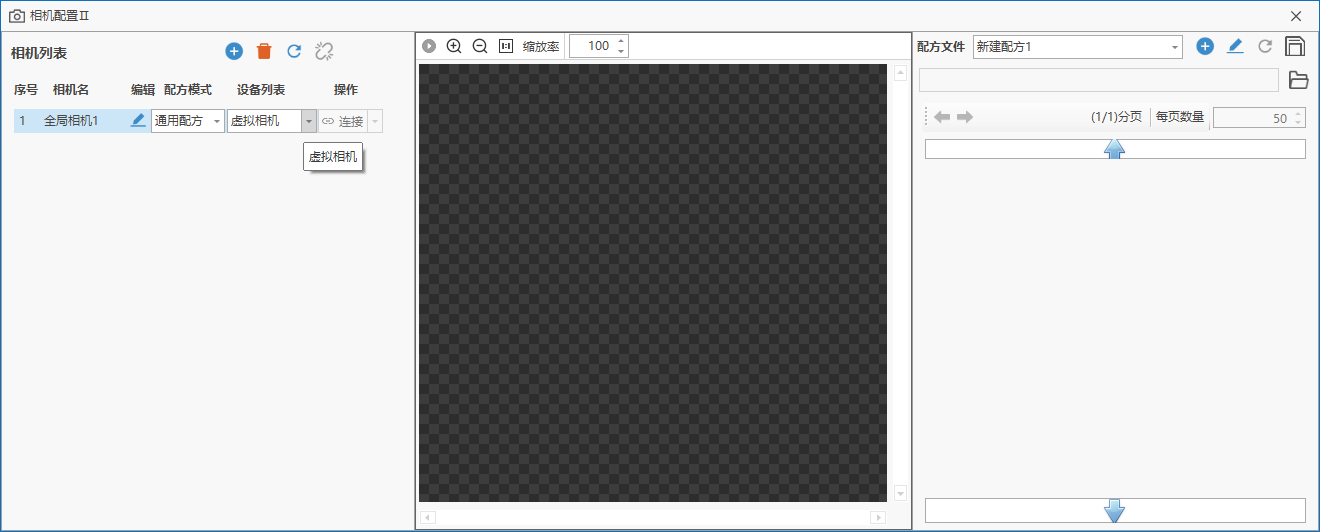 相机配置Ⅱ
相机列表
序号 相机名 编辑 配方模式 设备列表 操作
1 全局相机1 通用配方 虚拟相机 连接
虚拟相机
1:1 缩放率 100
配方文件 新建配方1
(1/1)分页 每页数量 50